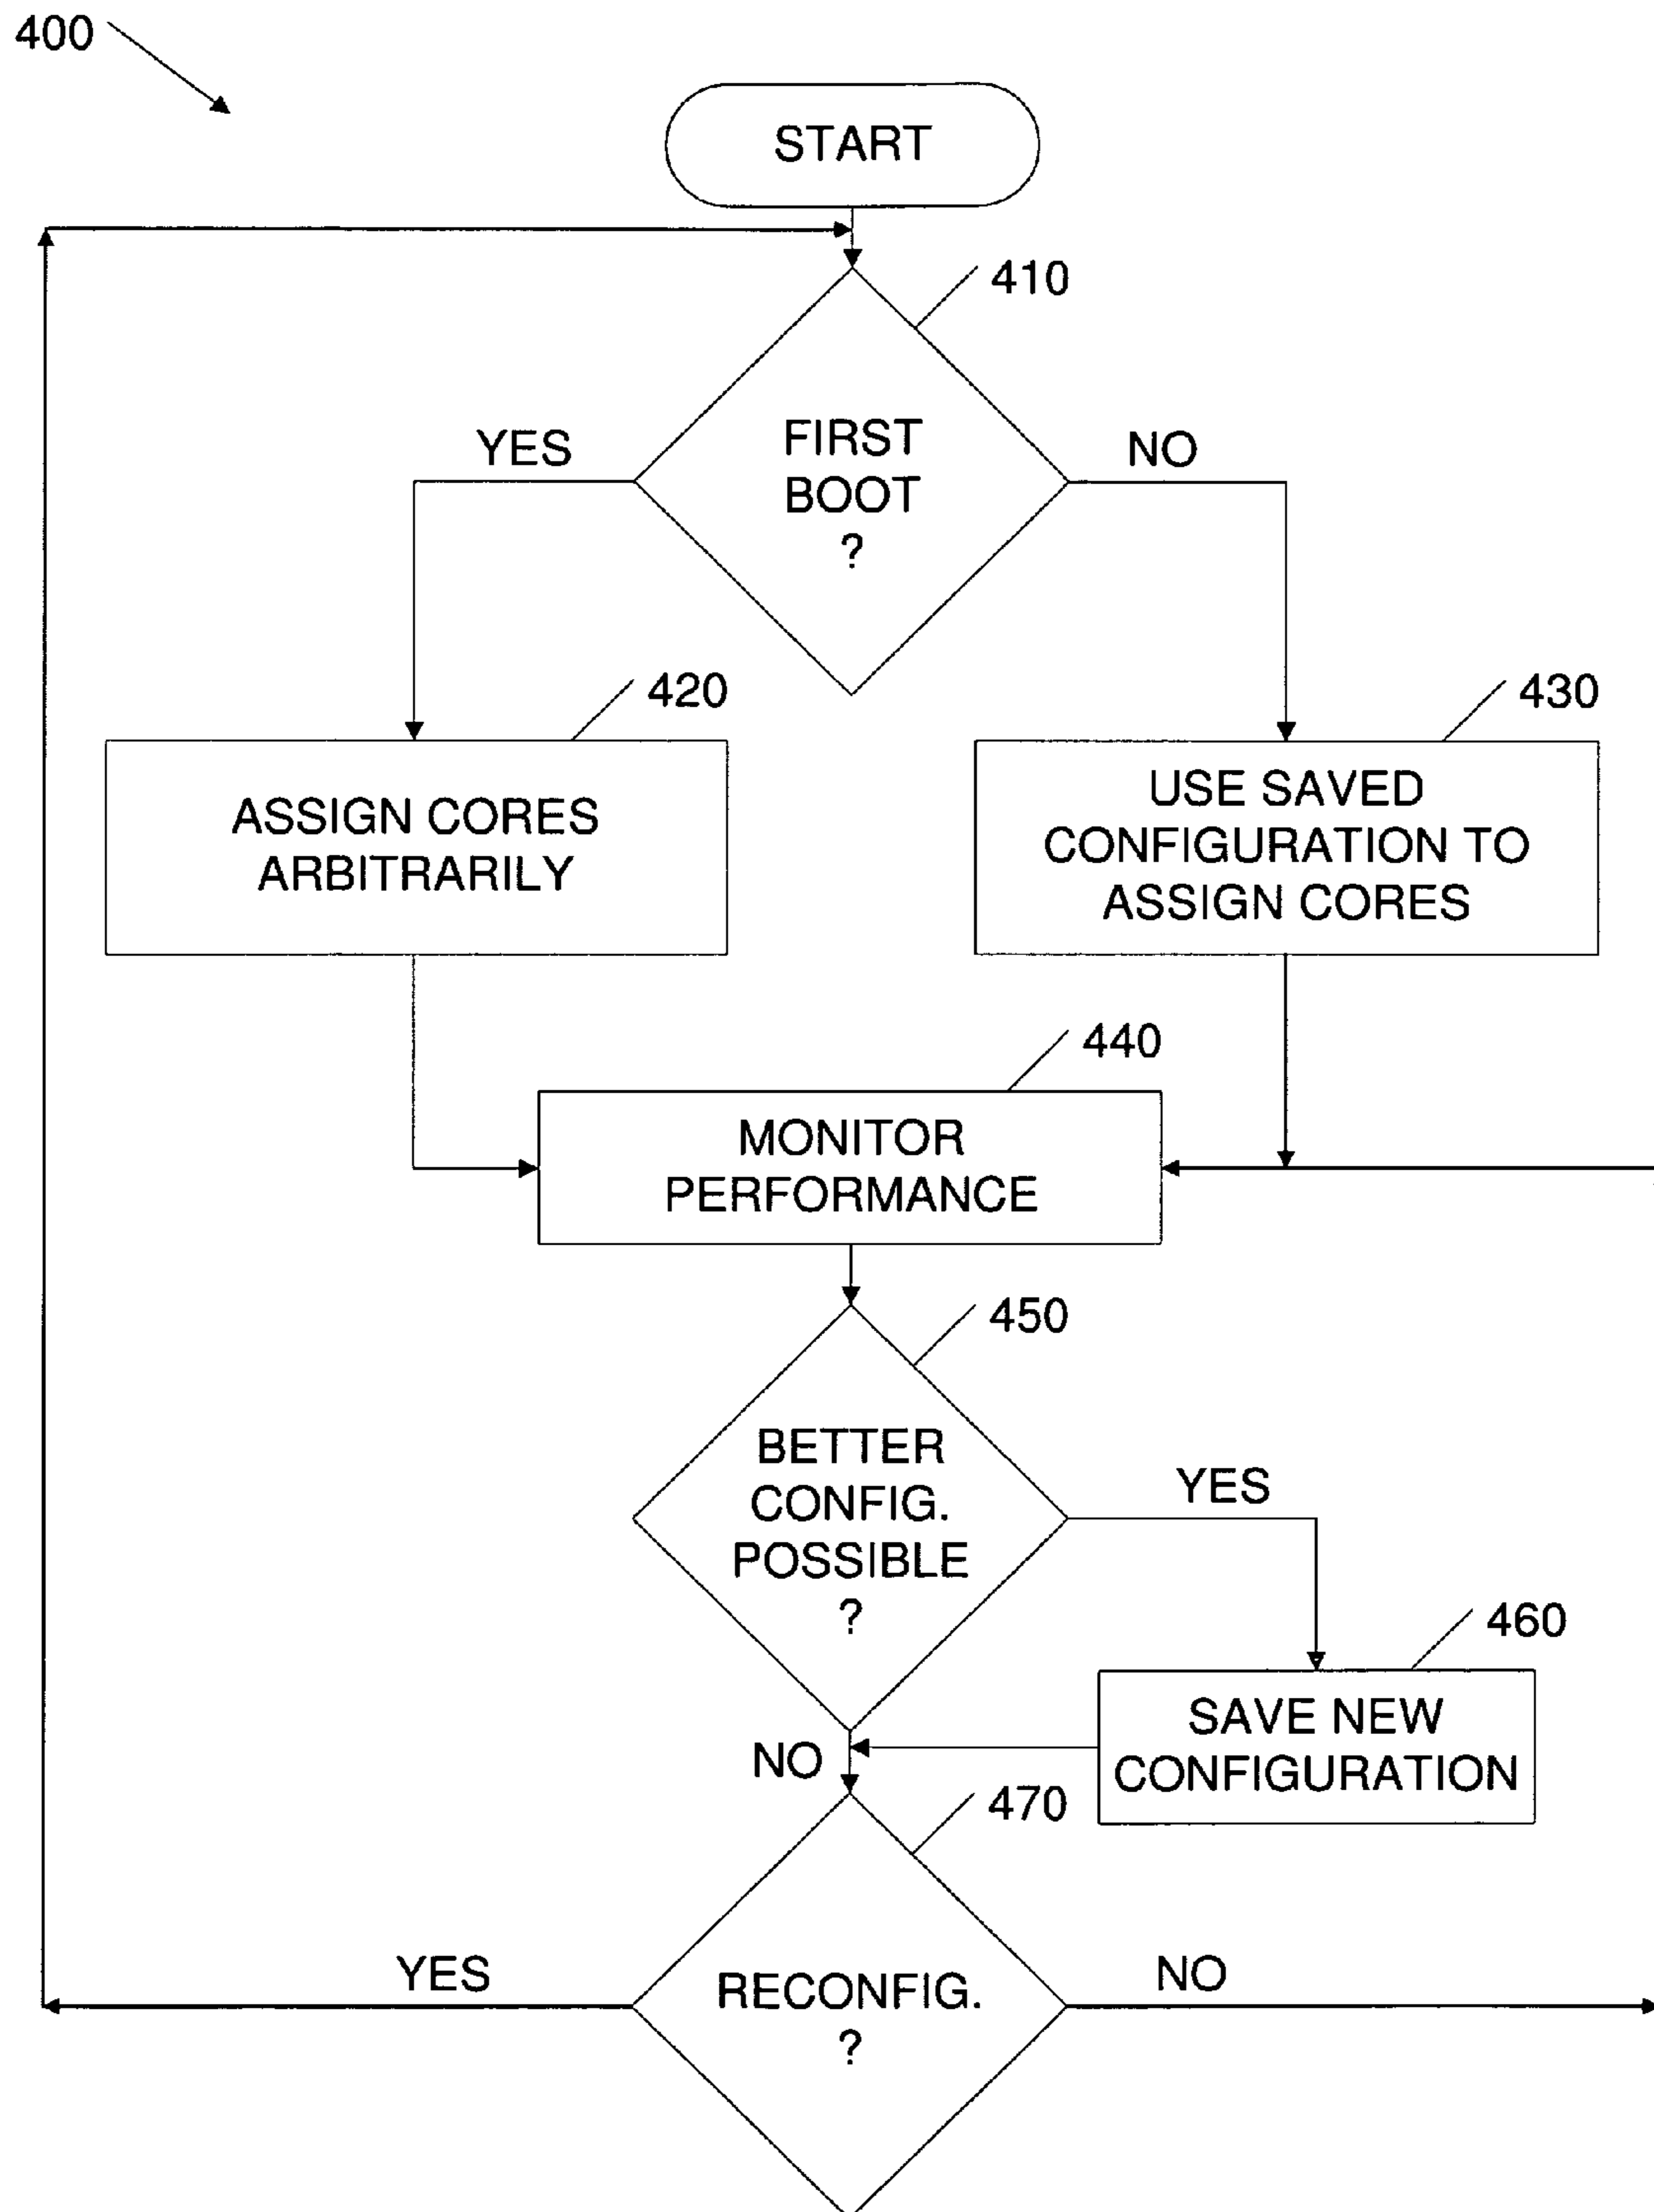 400
START
410
FIRST
BOOT
?
YES
NO
420
ASSIGN CORES
ARBITRARILY
430
USE SAVED
CONFIGURATION TO
ASSIGN CORES
440
MONITOR
PERFORMANCE
450
BETTER
CONFIG.
POSSIBLE
?
YES
460
SAVE NEW
CONFIGURATION
NO
470
RECONFIG.
?
YES
NO